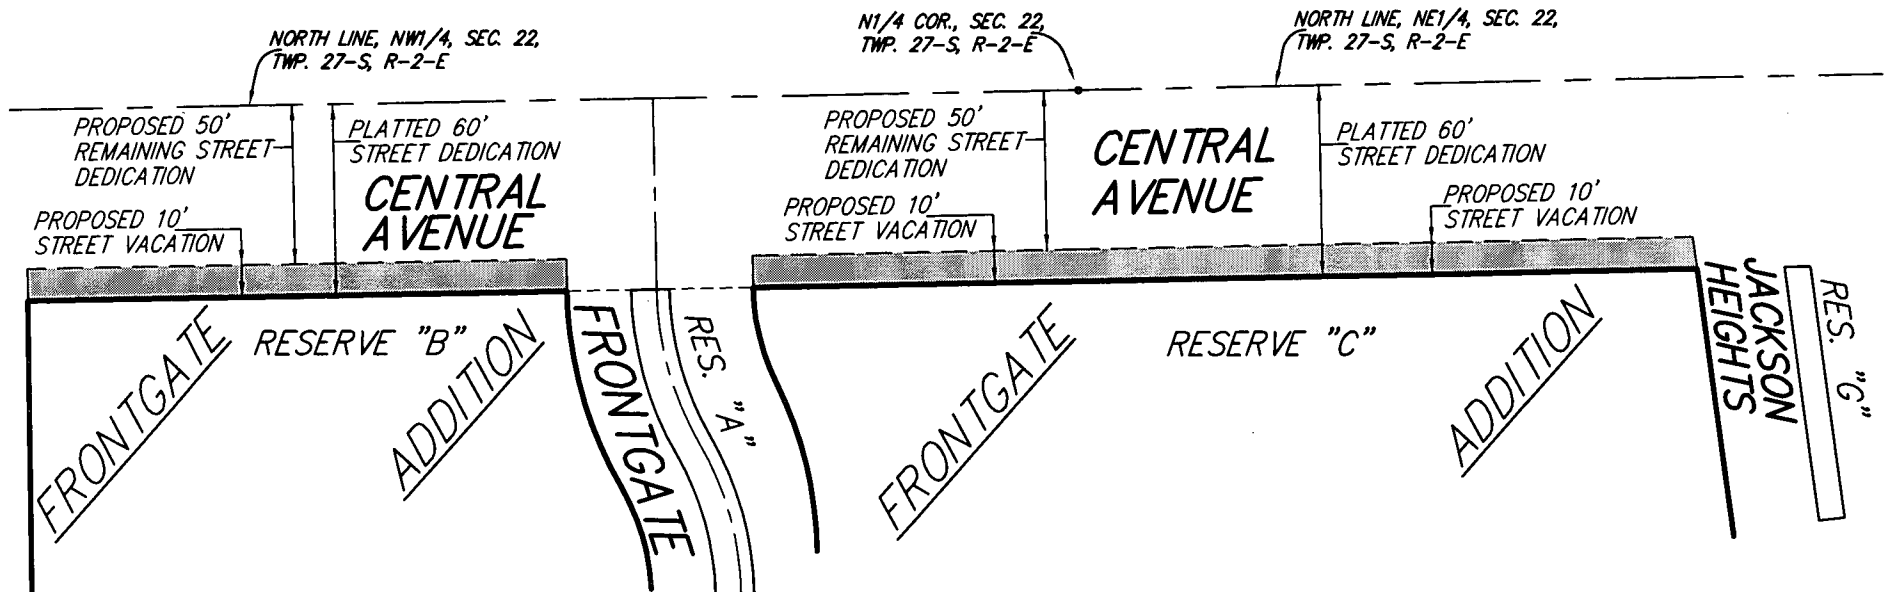 NORTH LINE, NW1/4, SEC. 22,
TWP. 27-S, R-2-E
N1/4 COR., SEC. 22,
TWP. 27-S, R-2-E
NORTH LINE, NE1/4, SEC. 22,
TWP. 27-S, R-2-E
PROPOSED 50'
REMAINING STREET
DEDICATION
PLATTED 60'
STREET DEDICATION
CENTRAL
AVENUE
PROPOSED 10'
STREET VACATION
PROPOSED 50'
REMAINING STREET
DEDICATION
CENTRAL
AVENUE
PLATTED 60'
STREET DEDICATION
PROPOSED 10'
STREET VACATION
PROPOSED 10'
STREET VACATION
FRONTGATE
RESERVE "B"
ADDITION
FRONTGATE
RES. "A"
FRONTGATE
RESERVE "C"
ADDITION
JACKSON
HEIGHTS
RES. "G"